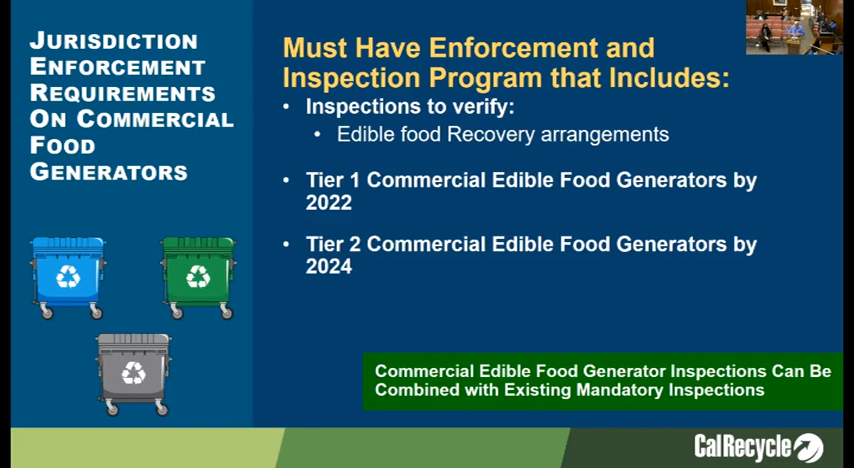 JURISDICTION
ENFORCEMENT
REQUIREMENTS
ON COMMERCIAL
FOOD
GENERATORS
Must Have Enforcement and
Inspection Program that Includes:
• Inspections to verify:
• Edible food Recovery arrangements
• Tier 1 Commercial Edible Food Generators by
2022
• Tier 2 Commercial Edible Food Generators by
2024
Commercial Edible Food Generator Inspections Can Be
Combined with Existing Mandatory Inspections
CalRecycle